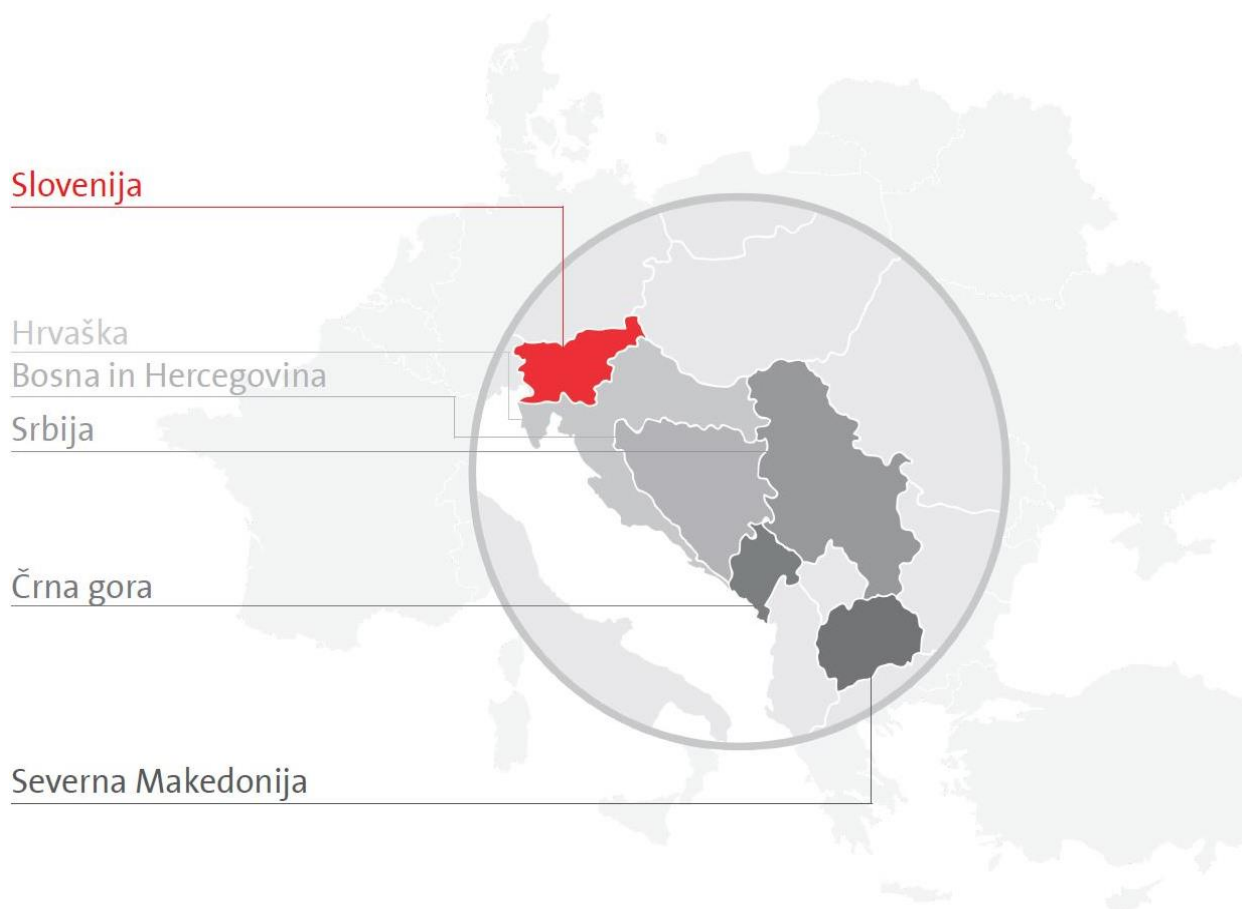 Slovenija
Hrvaška
Bosna in Hercegovina
Srbija
Črna gora
Severna Makedonija